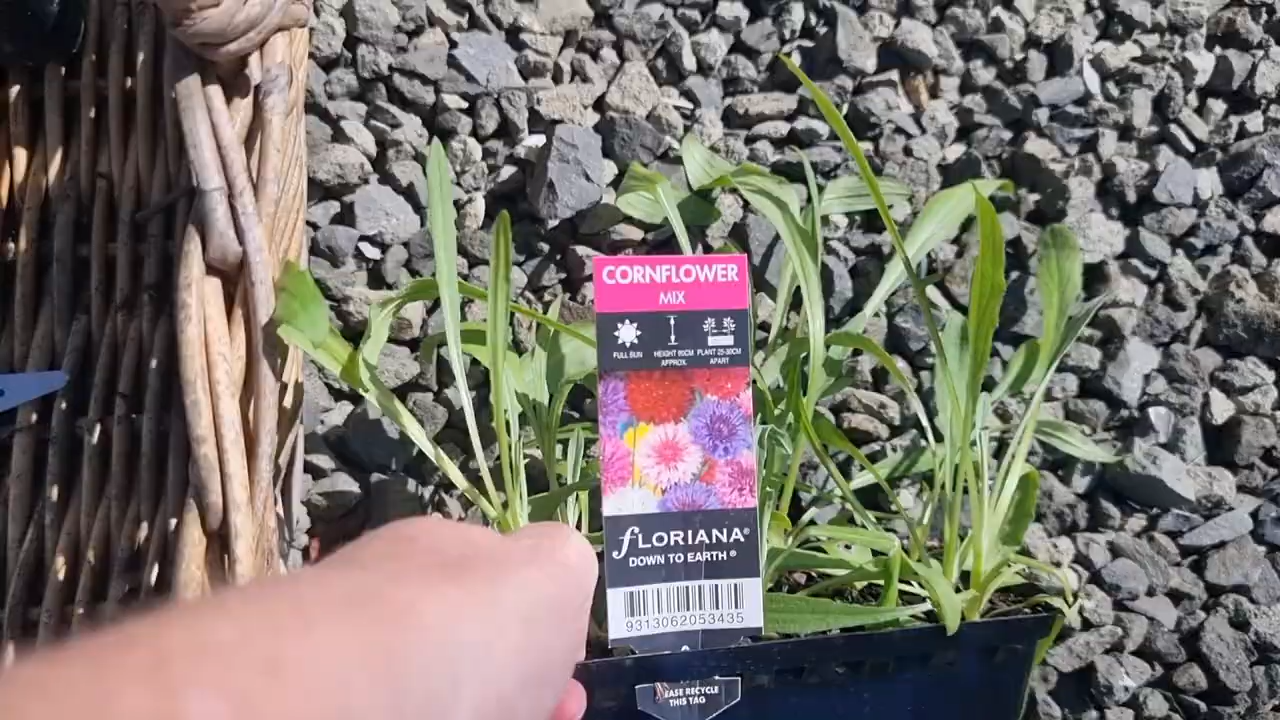 CORNFLOWER
MIX
FULL SUN
HEIGHT 90CM
APPROX.
PLANT 25-30CM
APART
fLORIANA®
DOWN TO EARTH®
9313062053435
EASE RECYCLE
THIS TAG